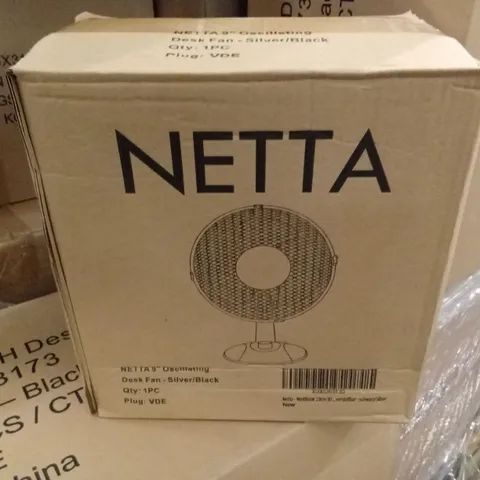 NETTA 9" Oscillating
Desk Fan - Silver/Black
Qty: 1PC
Plug: VDE
NETTA
NETTA 9" Oscillating
Desk Fan - Silver/Black
Qty: 1PC
Plug: VDE
H Des
3173
– Black
CS / CT
E
hina